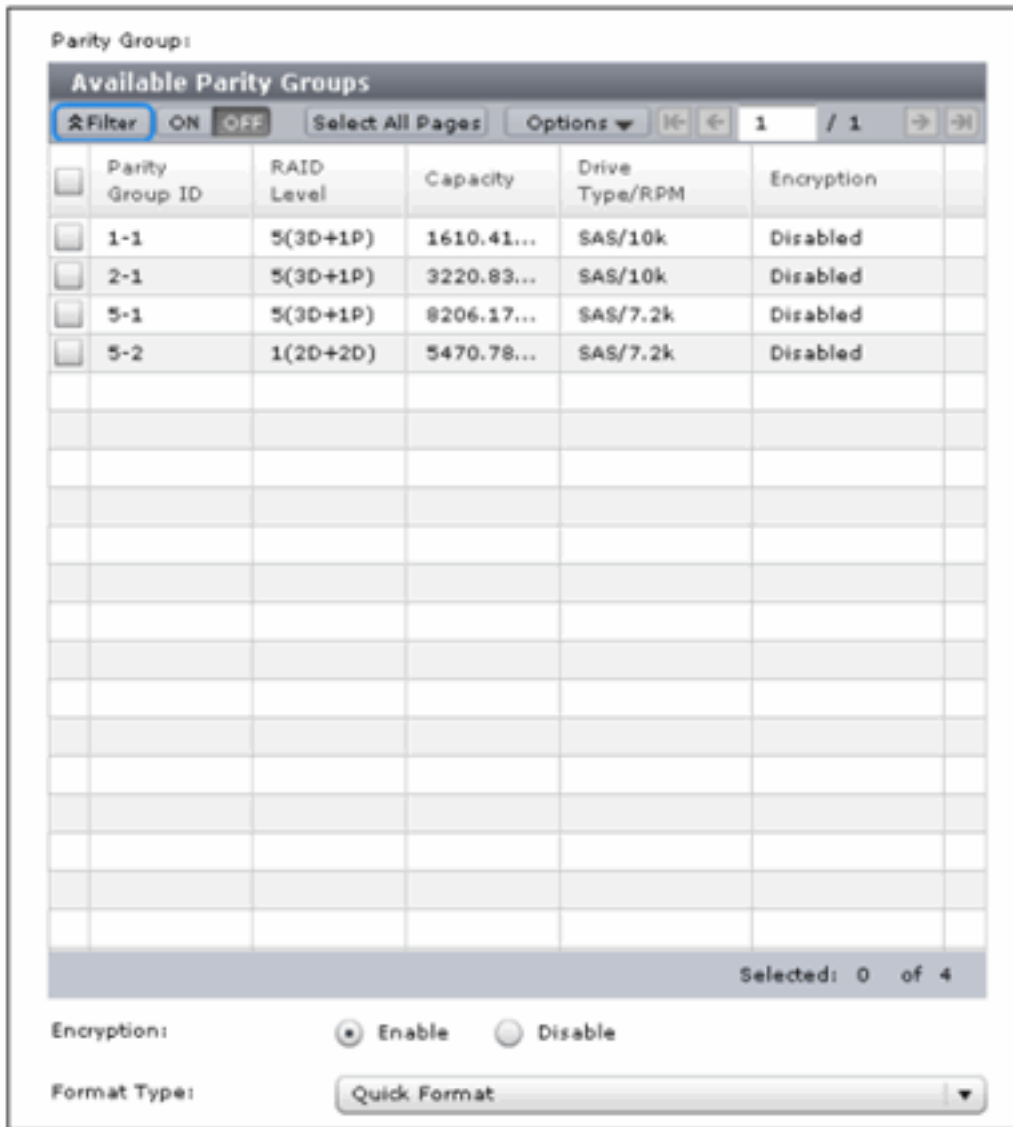 Parity Group:
Available Parity Groups
Filter ON OFF Select All Pages Options 1 / 1
Parity Group ID RAID Level Capacity Drive Type/RPM Encryption
1-1 5(3D+1P) 1610.41... SAS/10k Disabled
2-1 5(3D+1P) 3220.83... SAS/10k Disabled
5-1 5(3D+1P) 8206.17... SAS/7.2k Disabled
5-2 1(2D+2D) 5470.78... SAS/7.2k Disabled
Selected: 0 of 4
Encryption: Enable Disable
Format Type: Quick Format